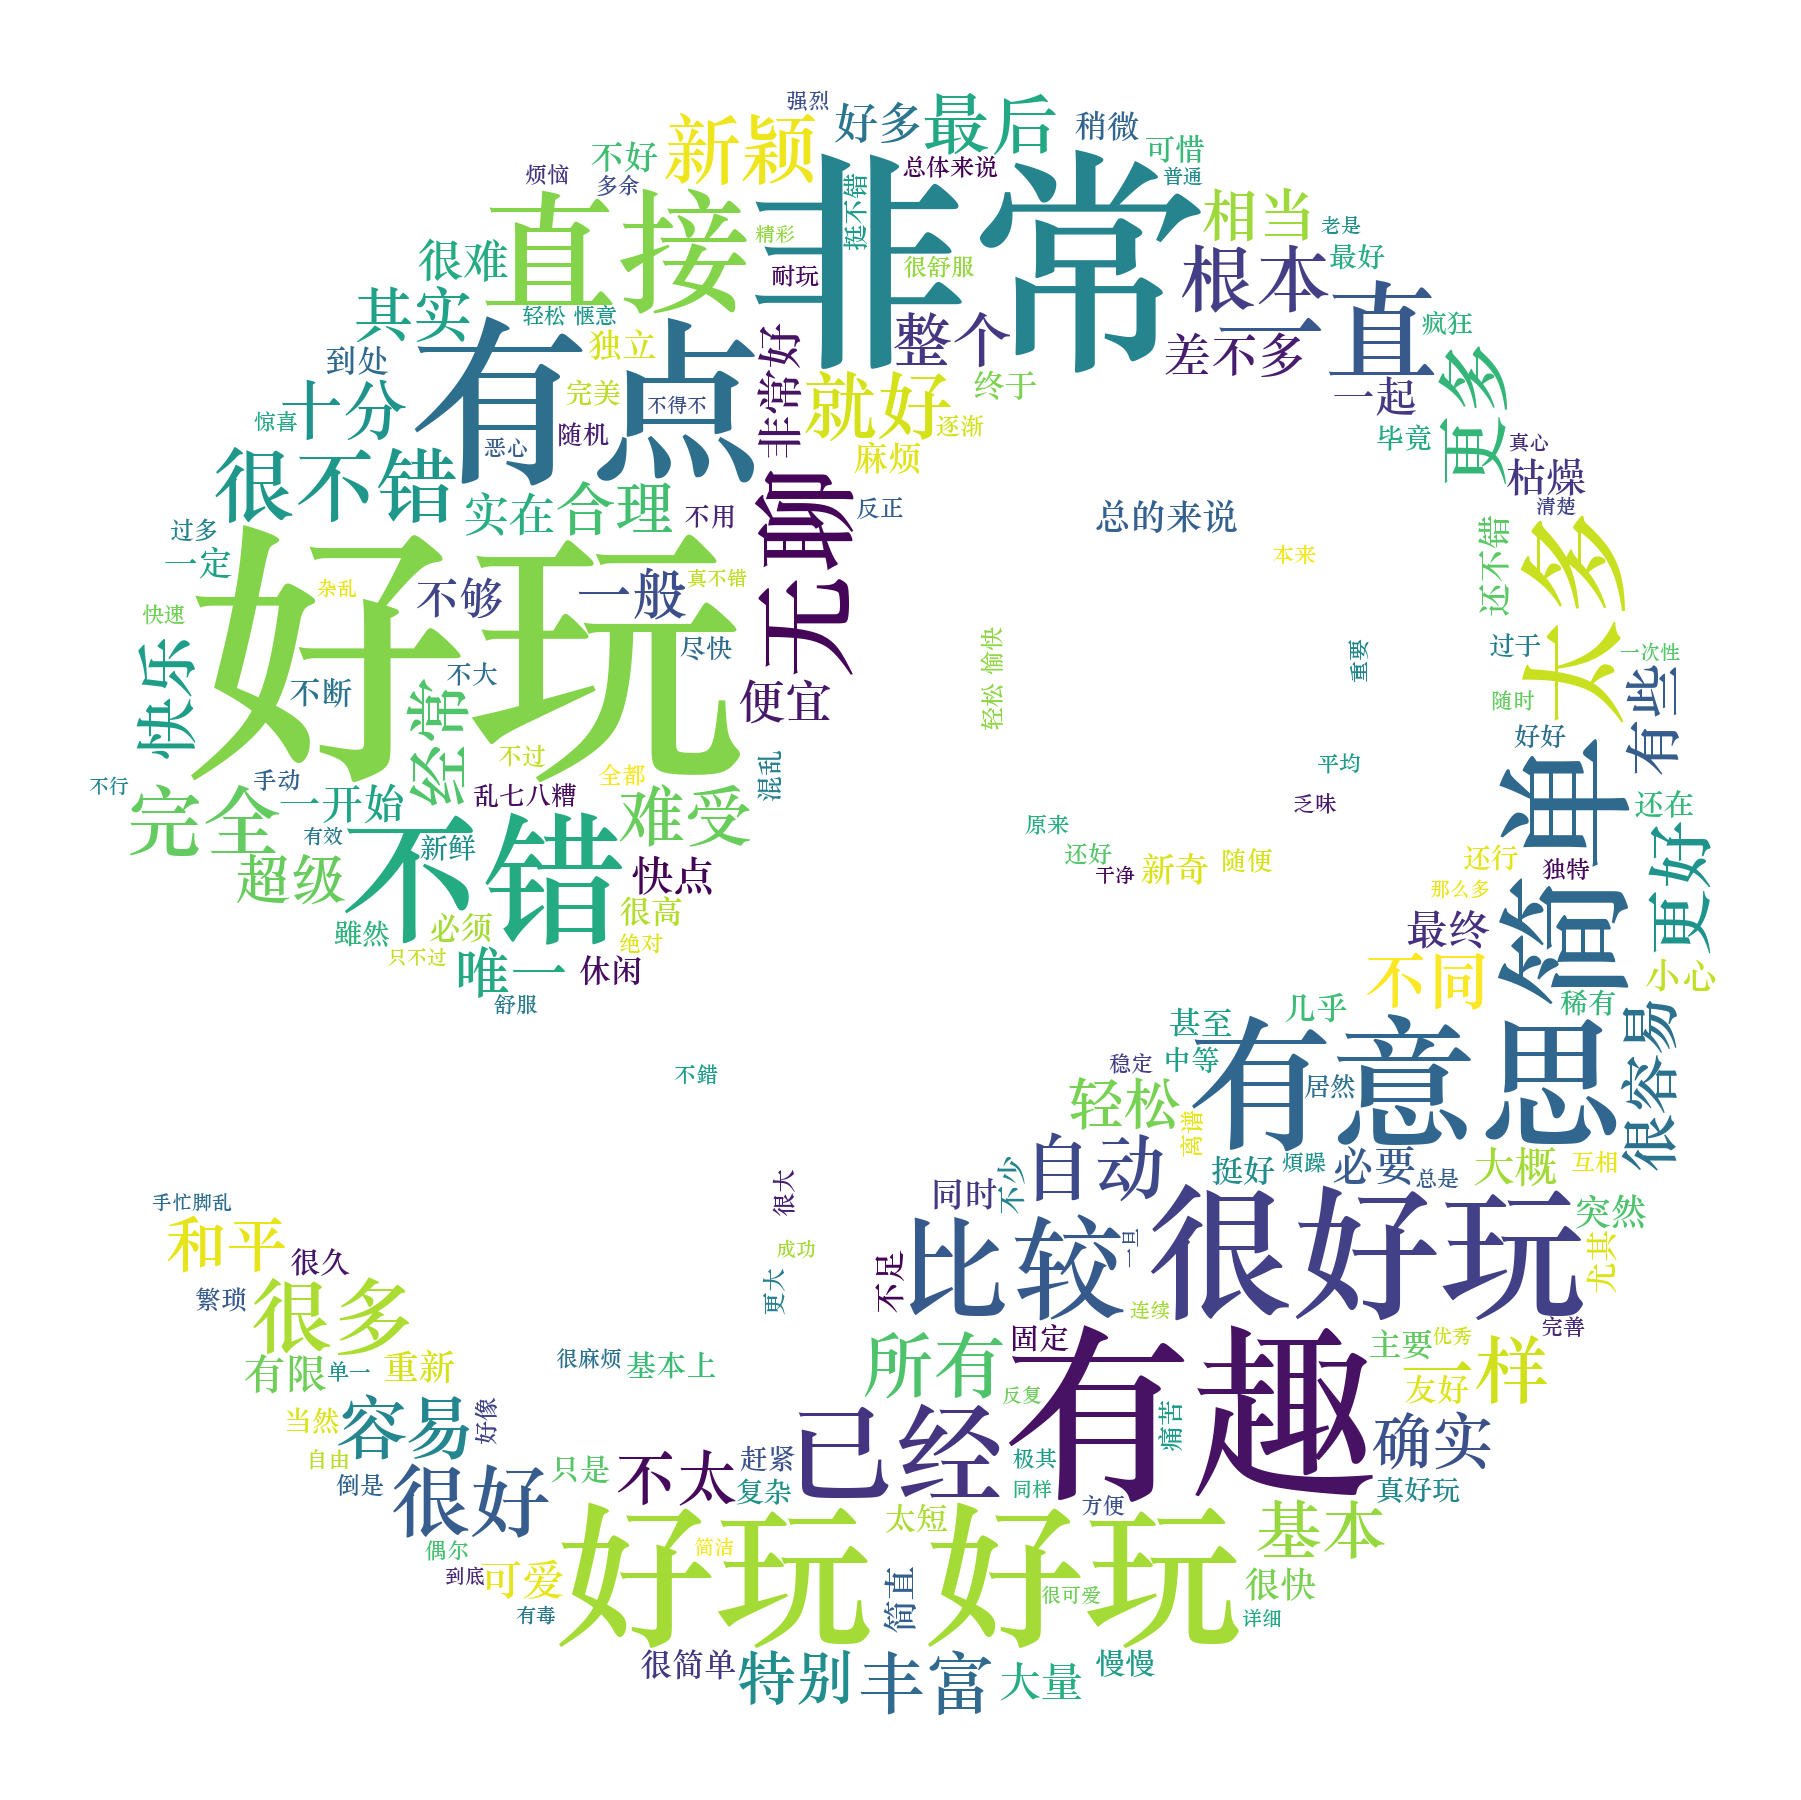 强烈
新颖
好多
最后
稍微
可惜
普通
不好
烦恼
多余
总体来说
挺不错
非常
相当
老是
最好
直接
精彩
很舒服
耐玩
根本
一直
疯狂
很难
其实
轻松 惬意
独立
到处
有点
非常好
整个
差不多
一起
更多
十分
惊喜
完美
不得不
随机
恶心
就好
终于
逐渐
麻烦
毕竟
真心
枯燥
清楚
很不错
实在
合理
不用
无聊
反正
总的来说
本来
还不错
太多
过多
一定
杂乱
快速
好玩
不够
一般
真不错
尽快
不断
不大
便宜
轻松 愉快
重要
过于
一次性
随时
有些
快乐
经常
不过
全都
混乱
平均
乏味
好好
简单
还在
不行
手动
完全
一开始
乱七八糟
难受
有效
新鲜
不错
超级
快点
原来
还好
干净
新奇
随便
还行
独特
那么多
更好
虽然
必须
很高
绝对
只不过
唯一
休闲
舒服
最终
不同
小心
稀有
很容易
几乎
甚至
中等
稳定
有意思
居然
不錯
轻松
离谱
自动
挺好
煩躁
必要
总是
大概
互相
手忙脚乱
和平
很久
繁琐
很多
很大
成功
更大
同时
不少
不足
比较
一旦
很好玩
突然
尤其
连续
完善
有限
单一
重新
很麻烦
基本上
所有
固定
反复
有趣
主要
优秀
一样
友好
当然
容易
好像
自由
倒是
很好
只是
不太
赶紧
复杂
已经
极其
同样
痛苦
确实
真好玩
偶尔
到底
可爱
有毒
好玩 好玩
简洁
太短
方便
简直
很可爱
基本
很快
详细
很简单
特别
丰富
大量
慢慢